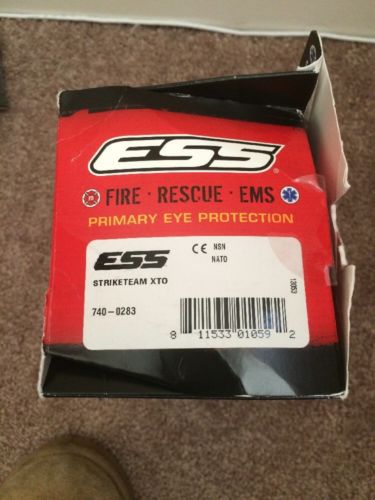 ESS
FIRE · RESCUE · EMS
PRIMARY EYE PROTECTION
ESS
CE NSN
NATO
STRIKETEAM XTO
740-0283
13053
8 11533 01059 2